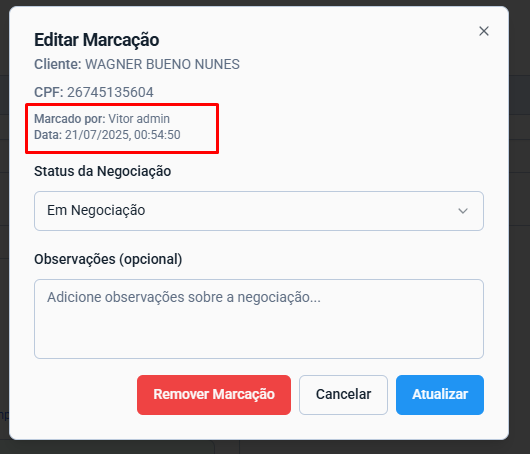 Editar Marcação
Cliente: WAGNER BUENO NUNES
CPF: 26745135604
Marcado por: Vitor admin
Data: 21/07/2025, 00:54:50
Status da Negociação
Em Negociação
Observações (opcional)
Adicione observações sobre a negociação...
Remover Marcação
Cancelar
Atualizar